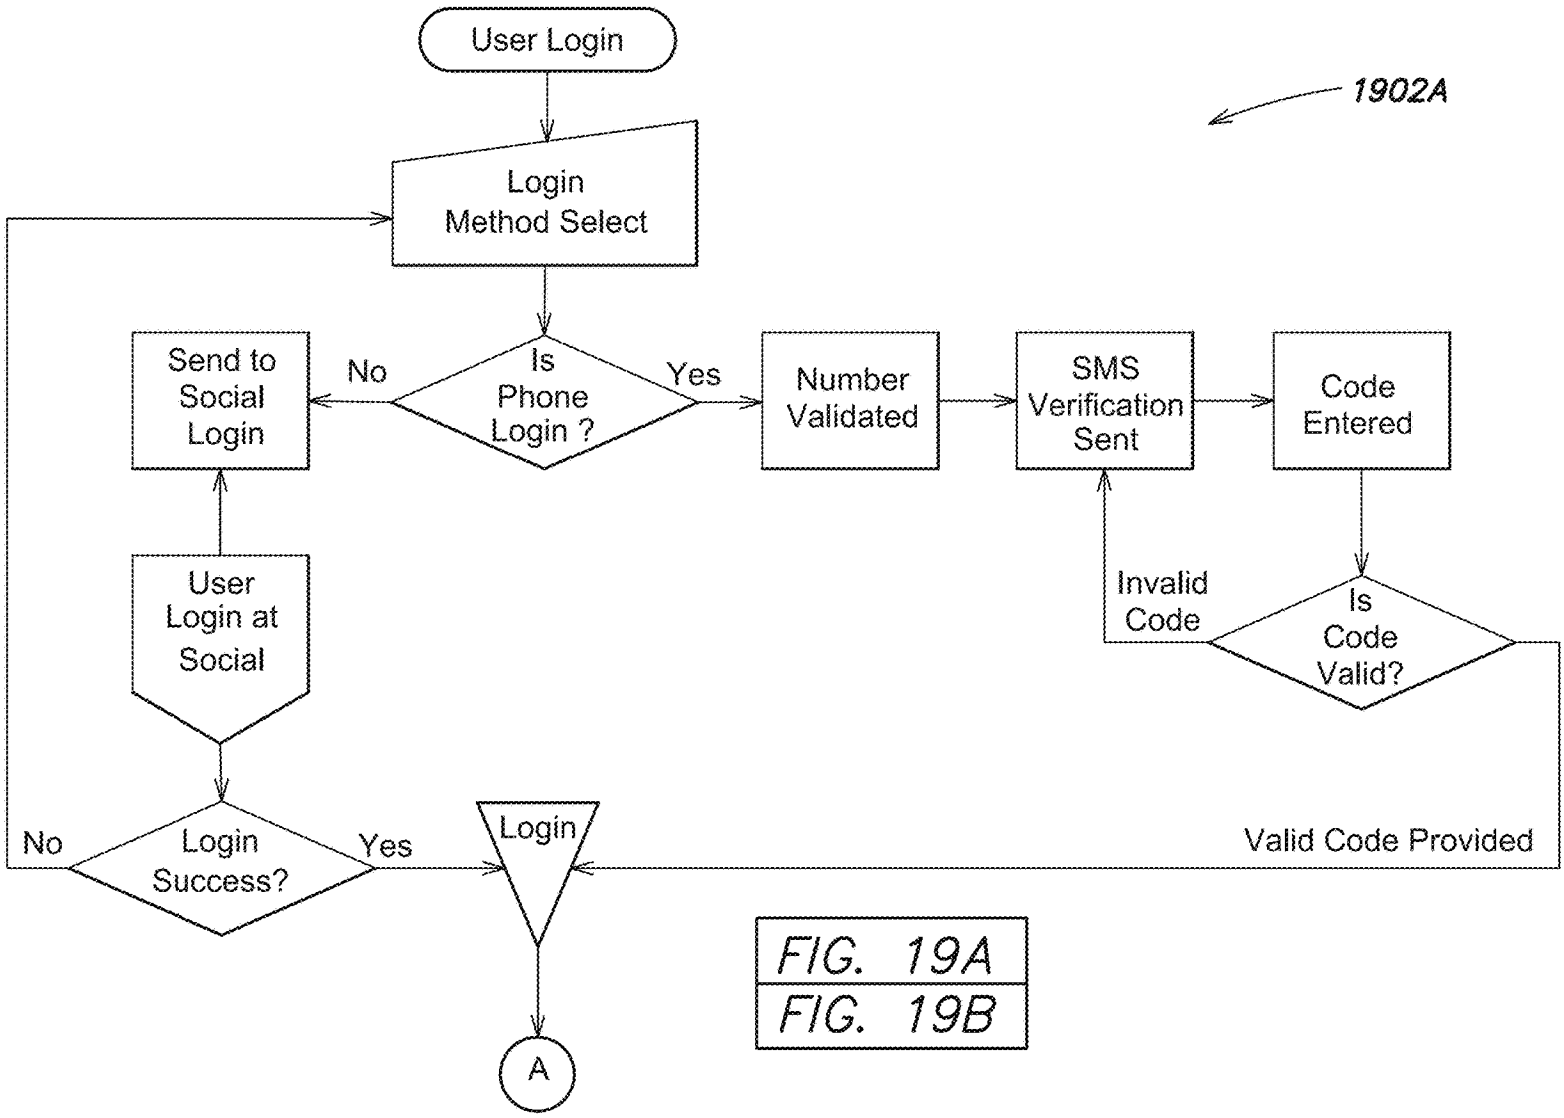 User Login
1902A
Login
Method Select
Send to
Social
Login
No
Is
Phone
Login ?
Yes
Number
Validated
SMS
Verification
Sent
Code
Entered
User
Login at
Social
Invalid
Code
Is
Code
Valid?
No
Login
Success?
Yes
Login
Valid Code Provided
FIG. 19A
FIG. 19B
A